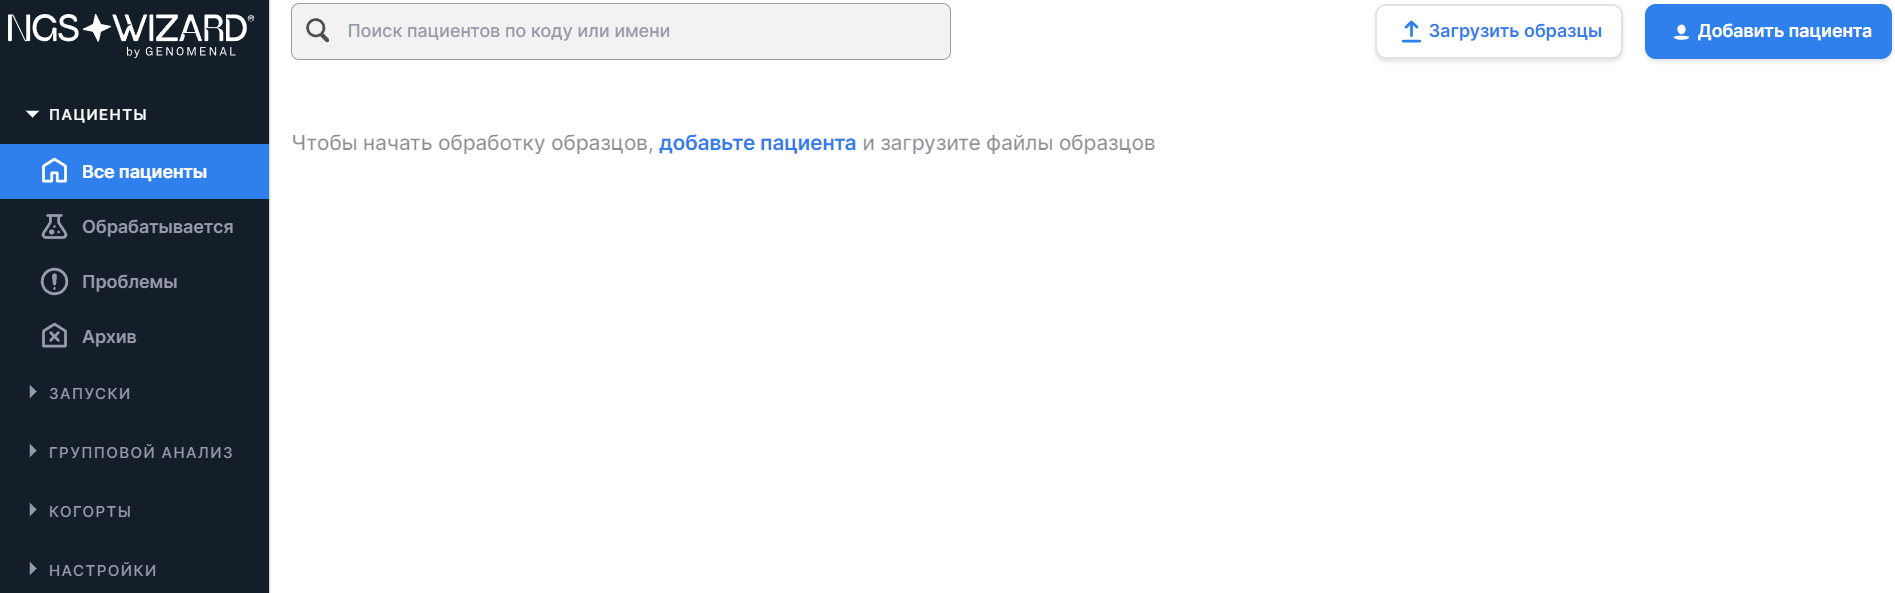 NGS WIZARD®
by GENOMENAL
Поиск пациентов по коду или имени
Загрузить образцы
Добавить пациента
ПАЦИЕНТЫ
Все пациенты
Обрабатывается
Проблемы
Архив
ЗАПУСКИ
ГРУППОВОЙ АНАЛИЗ
КОГОРТЫ
НАСТРОЙКИ
Чтобы начать обработку образцов, добавьте пациента и загрузите файлы образцов